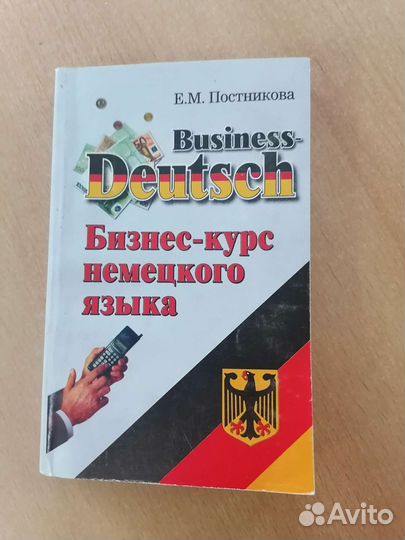 Е.М. Постникова
Business-
Deutsch
Бизнес-курс
немецкого
языка
Avito